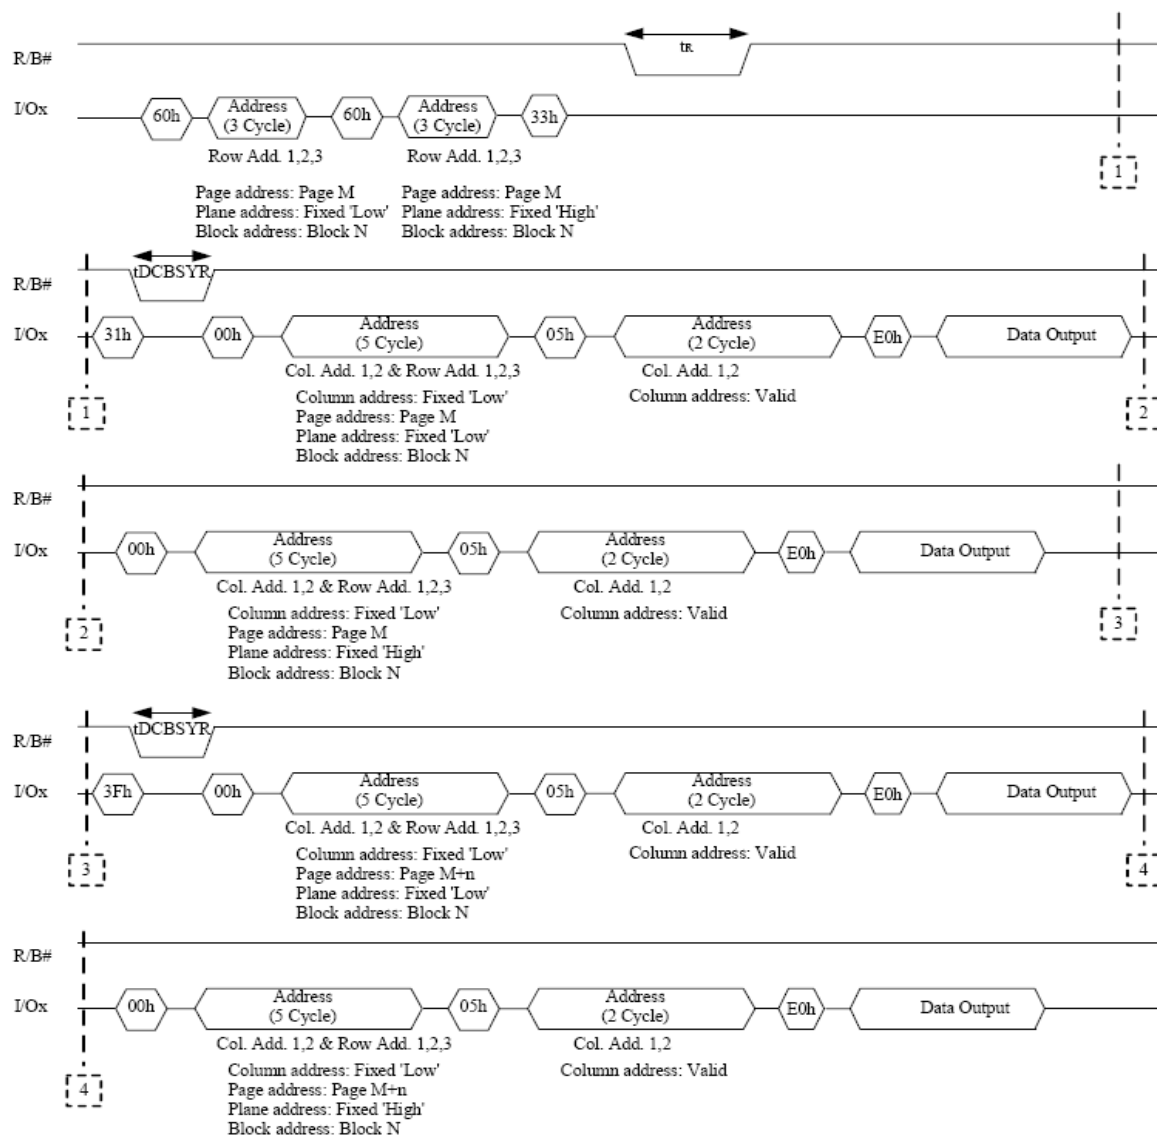 tR
R/B#
I/Ox
60h Address (3 Cycle) 60h Address (3 Cycle) 33h
Row Add. 1,2,3 Row Add. 1,2,3
1
Page address: Page M Page address: Page M
Plane address: Fixed 'Low' Plane address: Fixed 'High'
Block address: Block N Block address: Block N
tDCBSYR
R/B#
I/Ox
31h 00h Address (5 Cycle) 05h Address (2 Cycle) E0h Data Output
Col. Add. 1,2 & Row Add. 1,2,3 Col. Add. 1,2
Column address: Fixed 'Low' Column address: Valid
1 Page address: Page M 2
Plane address: Fixed 'Low'
Block address: Block N
R/B#
I/Ox
00h Address (5 Cycle) 05h Address (2 Cycle) E0h Data Output
Col. Add. 1,2 & Row Add. 1,2,3 Col. Add. 1,2
Column address: Fixed 'Low' Column address: Valid
2 Page address: Page M 3
Plane address: Fixed 'High'
Block address: Block N
tDCBSYR
R/B#
I/Ox
3Fh 00h Address (5 Cycle) 05h Address (2 Cycle) E0h Data Output
Col. Add. 1,2 & Row Add. 1,2,3 Col. Add. 1,2
Column address: Fixed 'Low' Column address: Valid
3 Page address: Page M+n 4
Plane address: Fixed 'Low'
Block address: Block N
R/B#
I/Ox
00h Address (5 Cycle) 05h Address (2 Cycle) E0h Data Output
Col. Add. 1,2 & Row Add. 1,2,3 Col. Add. 1,2
Column address: Fixed 'Low' Column address: Valid
4 Page address: Page M+n
Plane address: Fixed 'High'
Block address: Block N